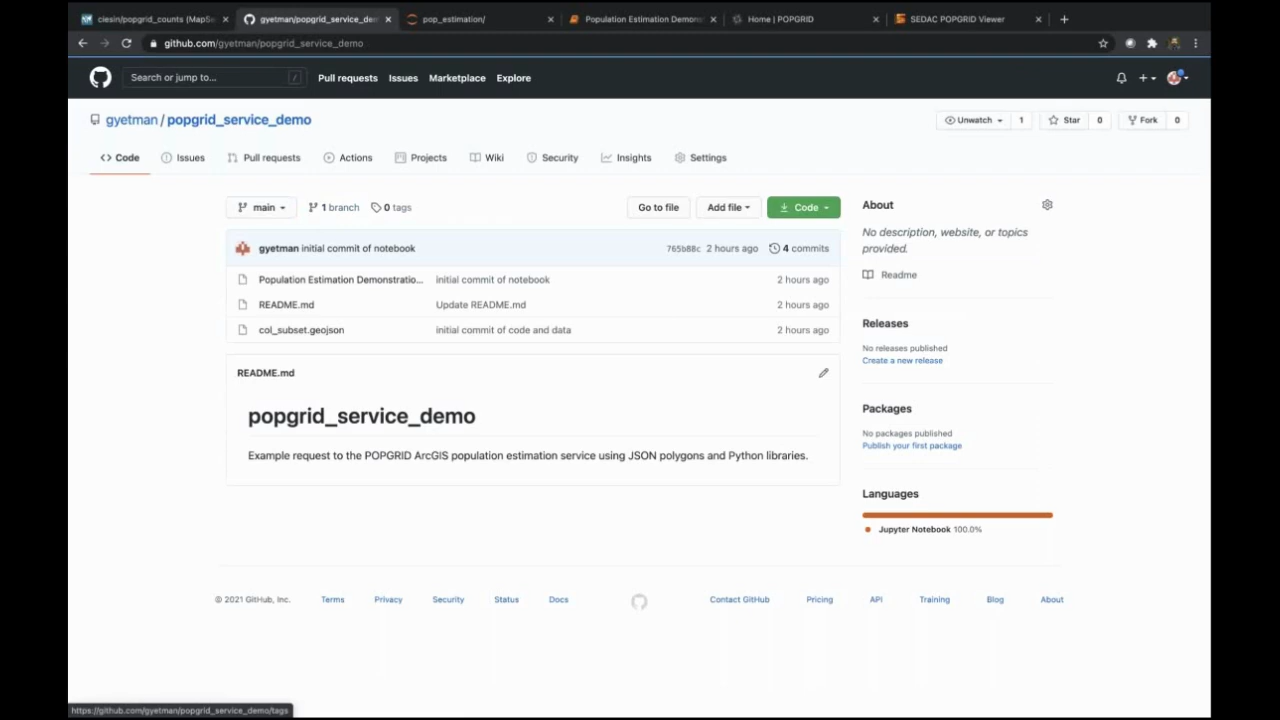 ciesin/popgrid_counts (MapSe
gyetman/popgrid_service_dem
pop_estimation/
Population Estimation Demonst
Home | POPGRID
SEDAC POPGRID Viewer
github.com/gyetman/popgrid_service_demo
Search or jump to...
/
Pull requests
Issues
Marketplace
Explore
gyetman / popgrid_service_demo
Unwatch
1
Star
0
Fork
0
Code
Issues
Pull requests
Actions
Projects
Wiki
Security
Insights
Settings
main
1 branch
0 tags
Go to file
Add file
Code
gyetman initial commit of notebook
765b88c 2 hours ago
4 commits
Population Estimation Demonstratio...
initial commit of notebook
2 hours ago
README.md
Update README.md
2 hours ago
col_subset.geojson
initial commit of code and data
2 hours ago
README.md
popgrid_service_demo
Example request to the POPGRID ArcGIS population estimation service using JSON polygons and Python libraries.
About
No description, website, or topics
provided.
Readme
Releases
No releases published
Create a new release
Packages
No packages published
Publish your first package
Languages
Jupyter Notebook 100.0%
© 2021 GitHub, Inc.
Terms
Privacy
Security
Status
Docs
Contact GitHub
Pricing
API
Training
Blog
About
https://github.com/gyetman/popgrid_service_demo/tags